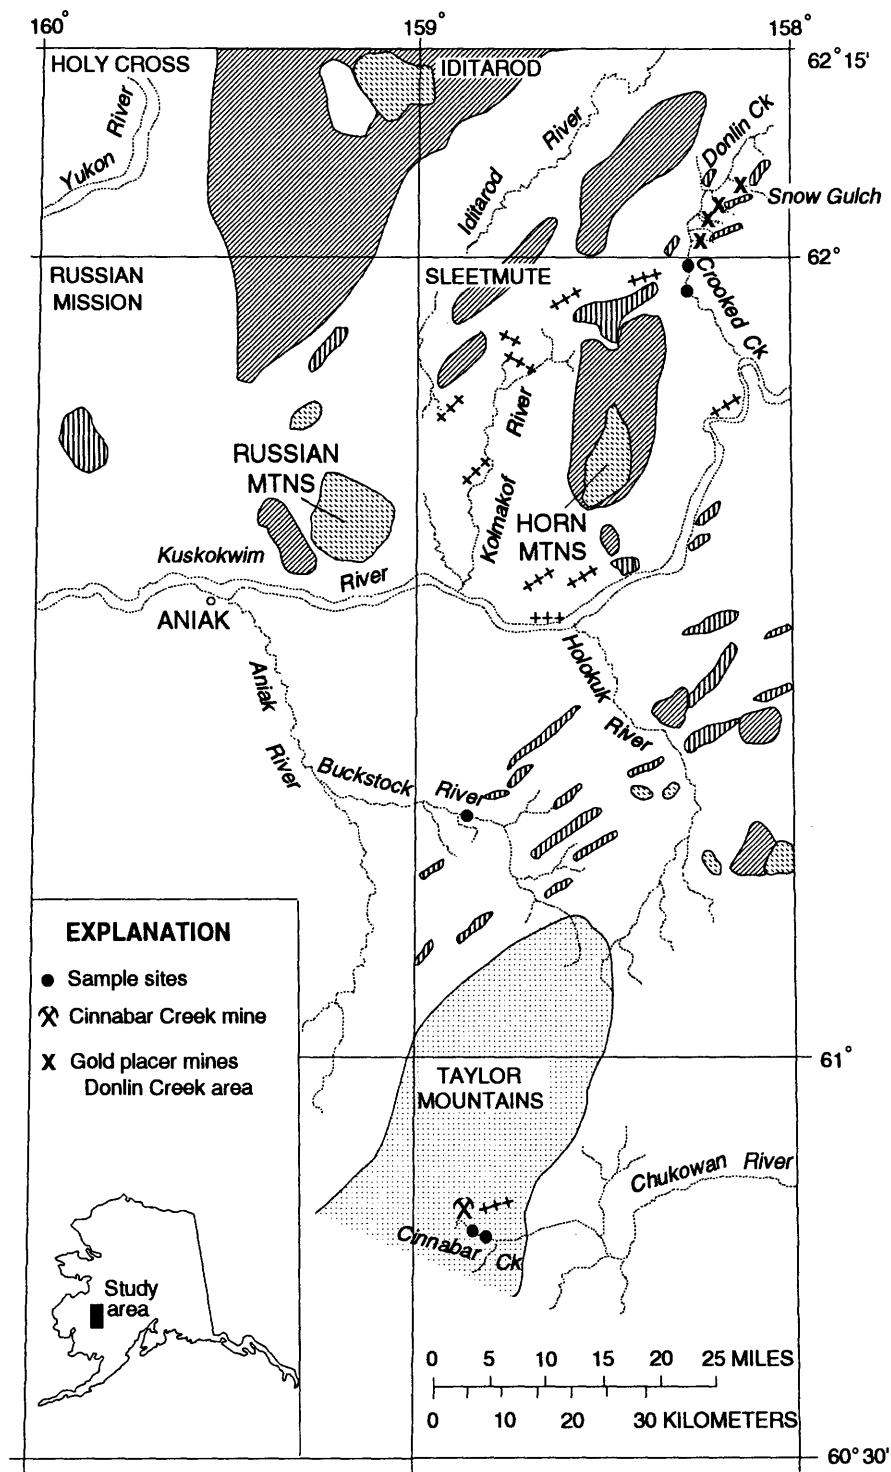 160°
159°
158°
62° 15'
HOLY CROSS
IDITAROD
Yukon River
Iditarod River
Donlin Ck
Snow Gulch
62°
RUSSIAN
MISSION
SLEETMUTE
Crooked Ck
RUSSIAN
MTNS
Kolmakof River
HORN
MTNS
Kuskokwim River
ANIAK
Aniak River
Holokuk River
Buckstock River
EXPLANATION
Sample sites
Cinnabar Creek mine
X Gold placer mines
Donlin Creek area
61°
TAYLOR
MOUNTAINS
Chukowan River
Cinnabar Ck
Study
area
0 5 10 15 20 25 MILES
0 10 20 30 KILOMETERS
60° 30'